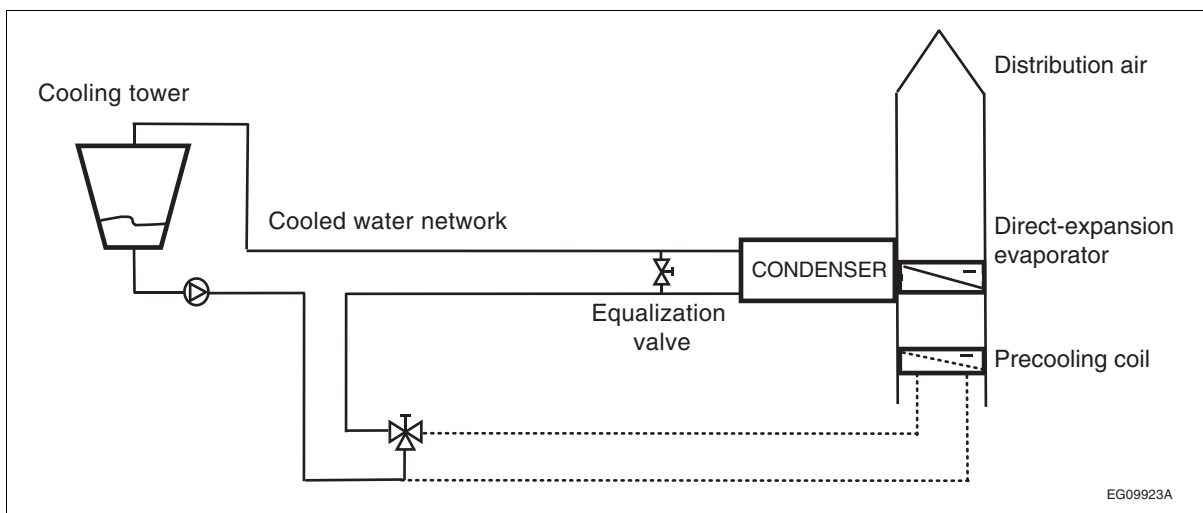 Distribution air
Cooling tower
Cooled water network
Direct-expansion
evaporator
CONDENSER
Equalization
valve
Precooling coil
EG09923A